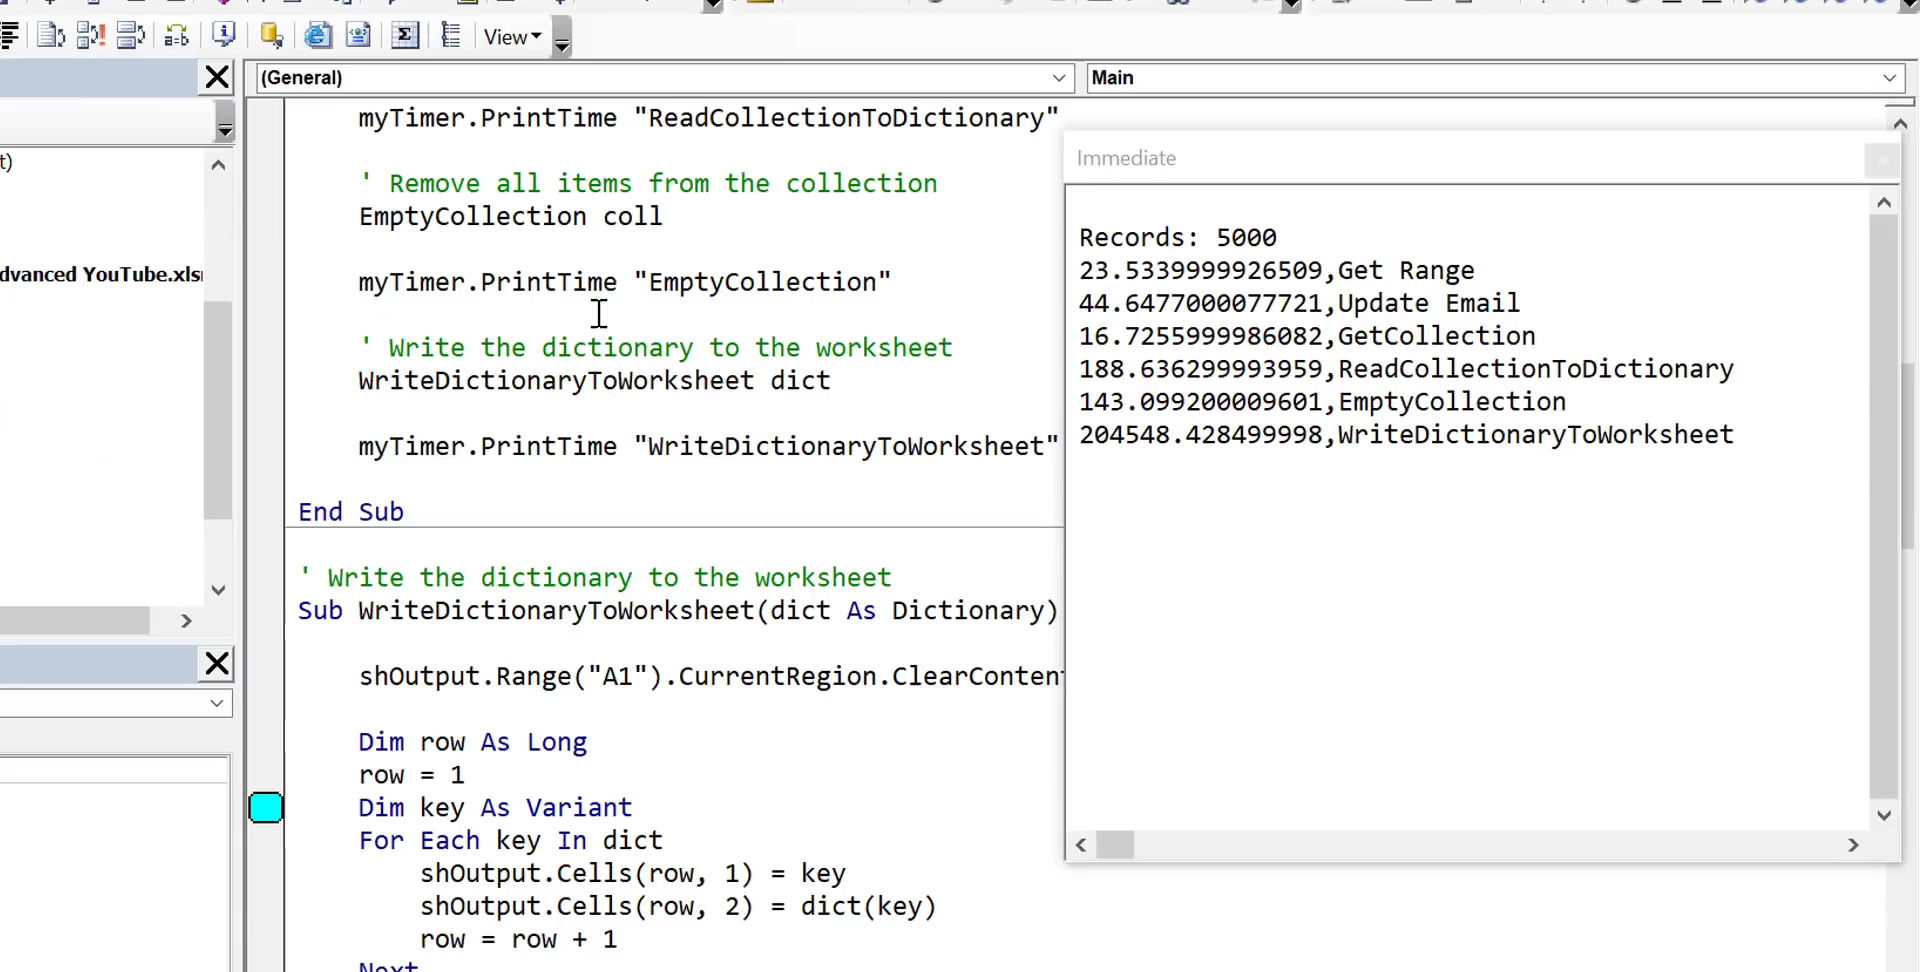 View
(General)
Main
t)
dvanced YouTube.xls
myTimer.PrintTime "ReadCollectionToDictionary"
' Remove all items from the collection
EmptyCollection coll
myTimer.PrintTime "EmptyCollection"
' Write the dictionary to the worksheet
WriteDictionaryToWorksheet dict
myTimer.PrintTime "WriteDictionaryToWorksheet"
End Sub
' Write the dictionary to the worksheet
Sub WriteDictionaryToWorksheet(dict As Dictionary)
shOutput.Range("A1").CurrentRegion.ClearContent
Dim row As Long
row = 1
Dim key As Variant
For Each key In dict
shOutput.Cells(row, 1) = key
shOutput.Cells(row, 2) = dict(key)
row = row + 1
Next
Immediate
Records: 5000
23.5339999926509,Get Range
44.6477000077721,Update Email
16.7255999986082,GetCollection
188.636299993959,ReadCollectionToDictionary
143.099200009601,EmptyCollection
204548.428499998,WriteDictionaryToWorksheet